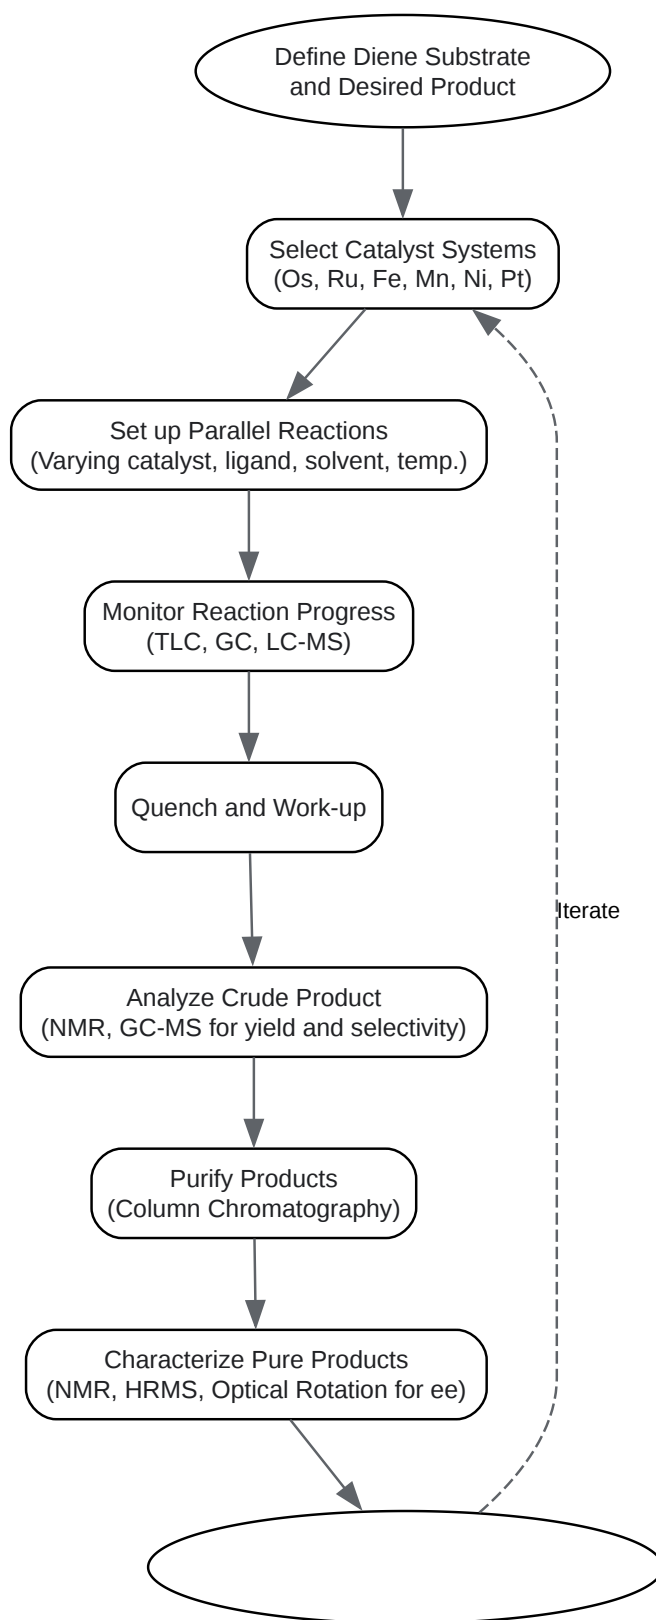 Define Diene Substrate
and Desired Product
Select Catalyst Systems
(Os, Ru, Fe, Mn, Ni, Pt)
Set up Parallel Reactions
(Varying catalyst, ligand, solvent, temp.)
Monitor Reaction Progress
(TLC, GC, LC-MS)
Quench and Work-up
Iterate
Analyze Crude Product
(NMR, GC-MS for yield and selectivity)
Purify Products
(Column Chromatography)
Characterize Pure Products
(NMR, HRMS, Optical Rotation for ee)